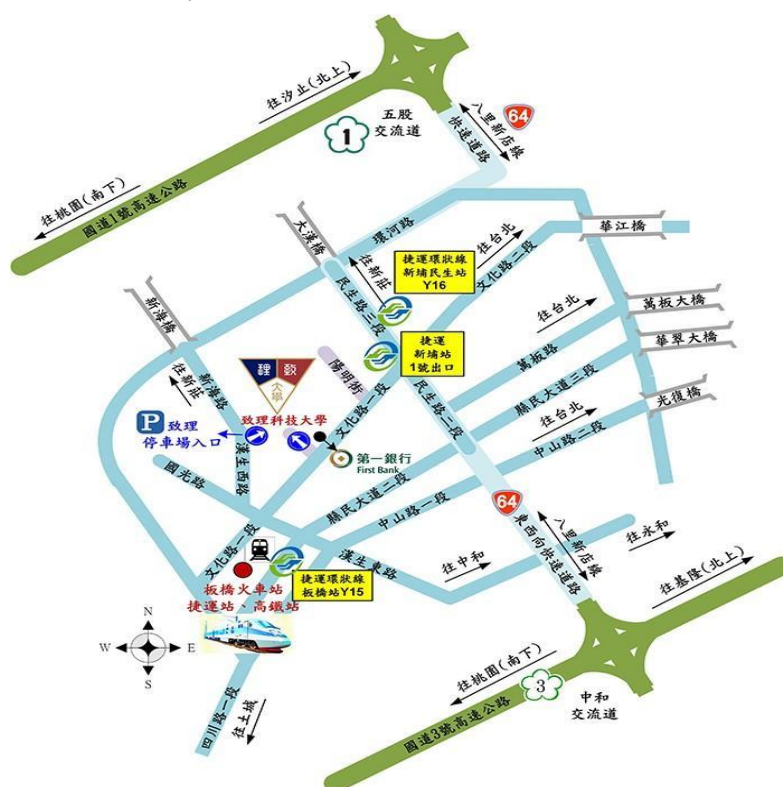 往汐止(北上)
五股
交流道
1
64
八里新店線
快速道路
往桃園(南下)
國道1號高速公路
大漢橋
環河路
往台北
華江橋
往新莊
捷運環狀線
新埔民生站
Y16
文化路二段
民生路三段
新海橋
往台北
萬板大橋
捷運
新埔站
1號出口
華翠大橋
往新莊
新海路
理致
大學
陽明街
萬板路
縣民大道三段
光復橋
P
致理
停車場入口
致理科技大學
文化路一段
民生路二段
往台北
中山路二段
漢生西路
第一銀行
First Bank
國光路
縣民大道二段
中山路一段
64
八里新店線
東西向快速道路
文化路一段
漢生東路
往中和
往永和
板橋火車站
捷運站、高鐵站
捷運環狀線
板橋站Y15
往基隆(北上)
N
W
E
S
往桃園(南下)
3
中和
交流道
國道3號高速公路
四川路一段
往土城